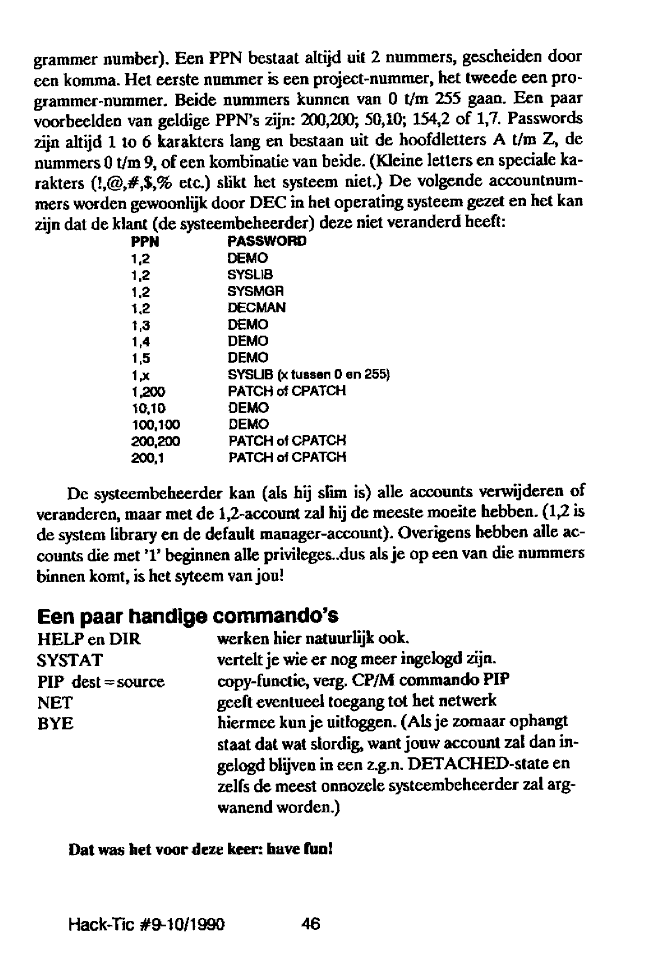 grammer number). Een PPN bestaat altijd uit 2 nummers, gescheiden door
een komma. Het eerste nummer is een project-nummer, het tweede een pro-
grammer-nummer. Beide nummers kunnen van 0 t/m 255 gaan. Een paar
voorbeelden van geldige PPN's zijn: 200,200; 50,10; 154,2 of 1,7. Passwords
zijn altijd 1 to 6 karakters lang en bestaan uit de hoofdletters A t/m Z, de
nummers 0 t/m 9, of een kombinatie van beide. (Kleine letters en speciale ka-
rakters (!,@,#,$,% etc.) slikt het systeem niet.) De volgende accountnum-
mers worden gewoonlijk door DEC in het operating systeem gezet en het kan
zijn dat de klant (de systeembeheerder) deze niet veranderd heeft:
PPN PASSWORD
1,2 DEMO
1,2 SYSLIB
1,2 SYSMGR
1,2 DECMAN
1,3 DEMO
1,4 DEMO
1,5 DEMO
1,x SYSLIB (x tussen 0 en 255)
1,200 PATCH of CPATCH
10,10 DEMO
100,100 DEMO
200,200 PATCH of CPATCH
200,1 PATCH of CPATCH
De systeembeheerder kan (als hij slim is) alle accounts verwijderen of
veranderen, maar met de 1,2-account zal hij de meeste moeite hebben. (1,2 is
de system library en de default manager-account). Overigens hebben alle ac-
counts die met '1' beginnen alle privileges..dus als je op een van die nummers
binnen komt, is het syteem van jou!
Een paar handige commando's
HELP en DIR werken hier natuurlijk ook.
SYSTAT vertelt je wie er nog meer ingelogd zijn.
PIP dest=source copy-functie, verg. CP/M commando PIP
NET geeft eventueel toegang tot het netwerk
BYE hiermee kun je uitloggen. (Als je zomaar ophangt
staat dat wat slordig, want jouw account zal dan in-
gelogd blijven in een z.g.n. DETACHED-state en
zelfs de meest onnozele systeembeheerder zal arg-
wanend worden.)
Dat was het voor deze keer: have fun!
Hack-Tic #9-10/1990 46